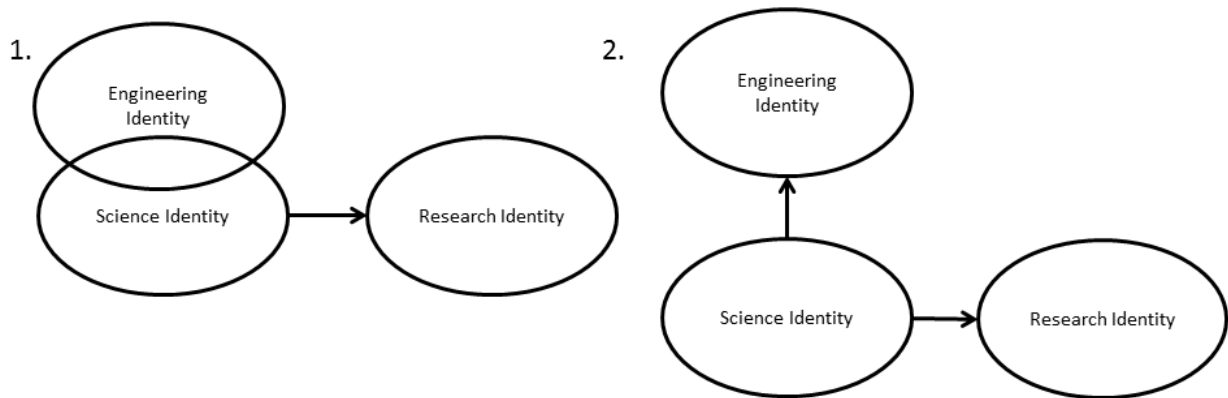 1.
Engineering
Identity
Science Identity
Research Identity
2.
Engineering
Identity
Science Identity
Research Identity